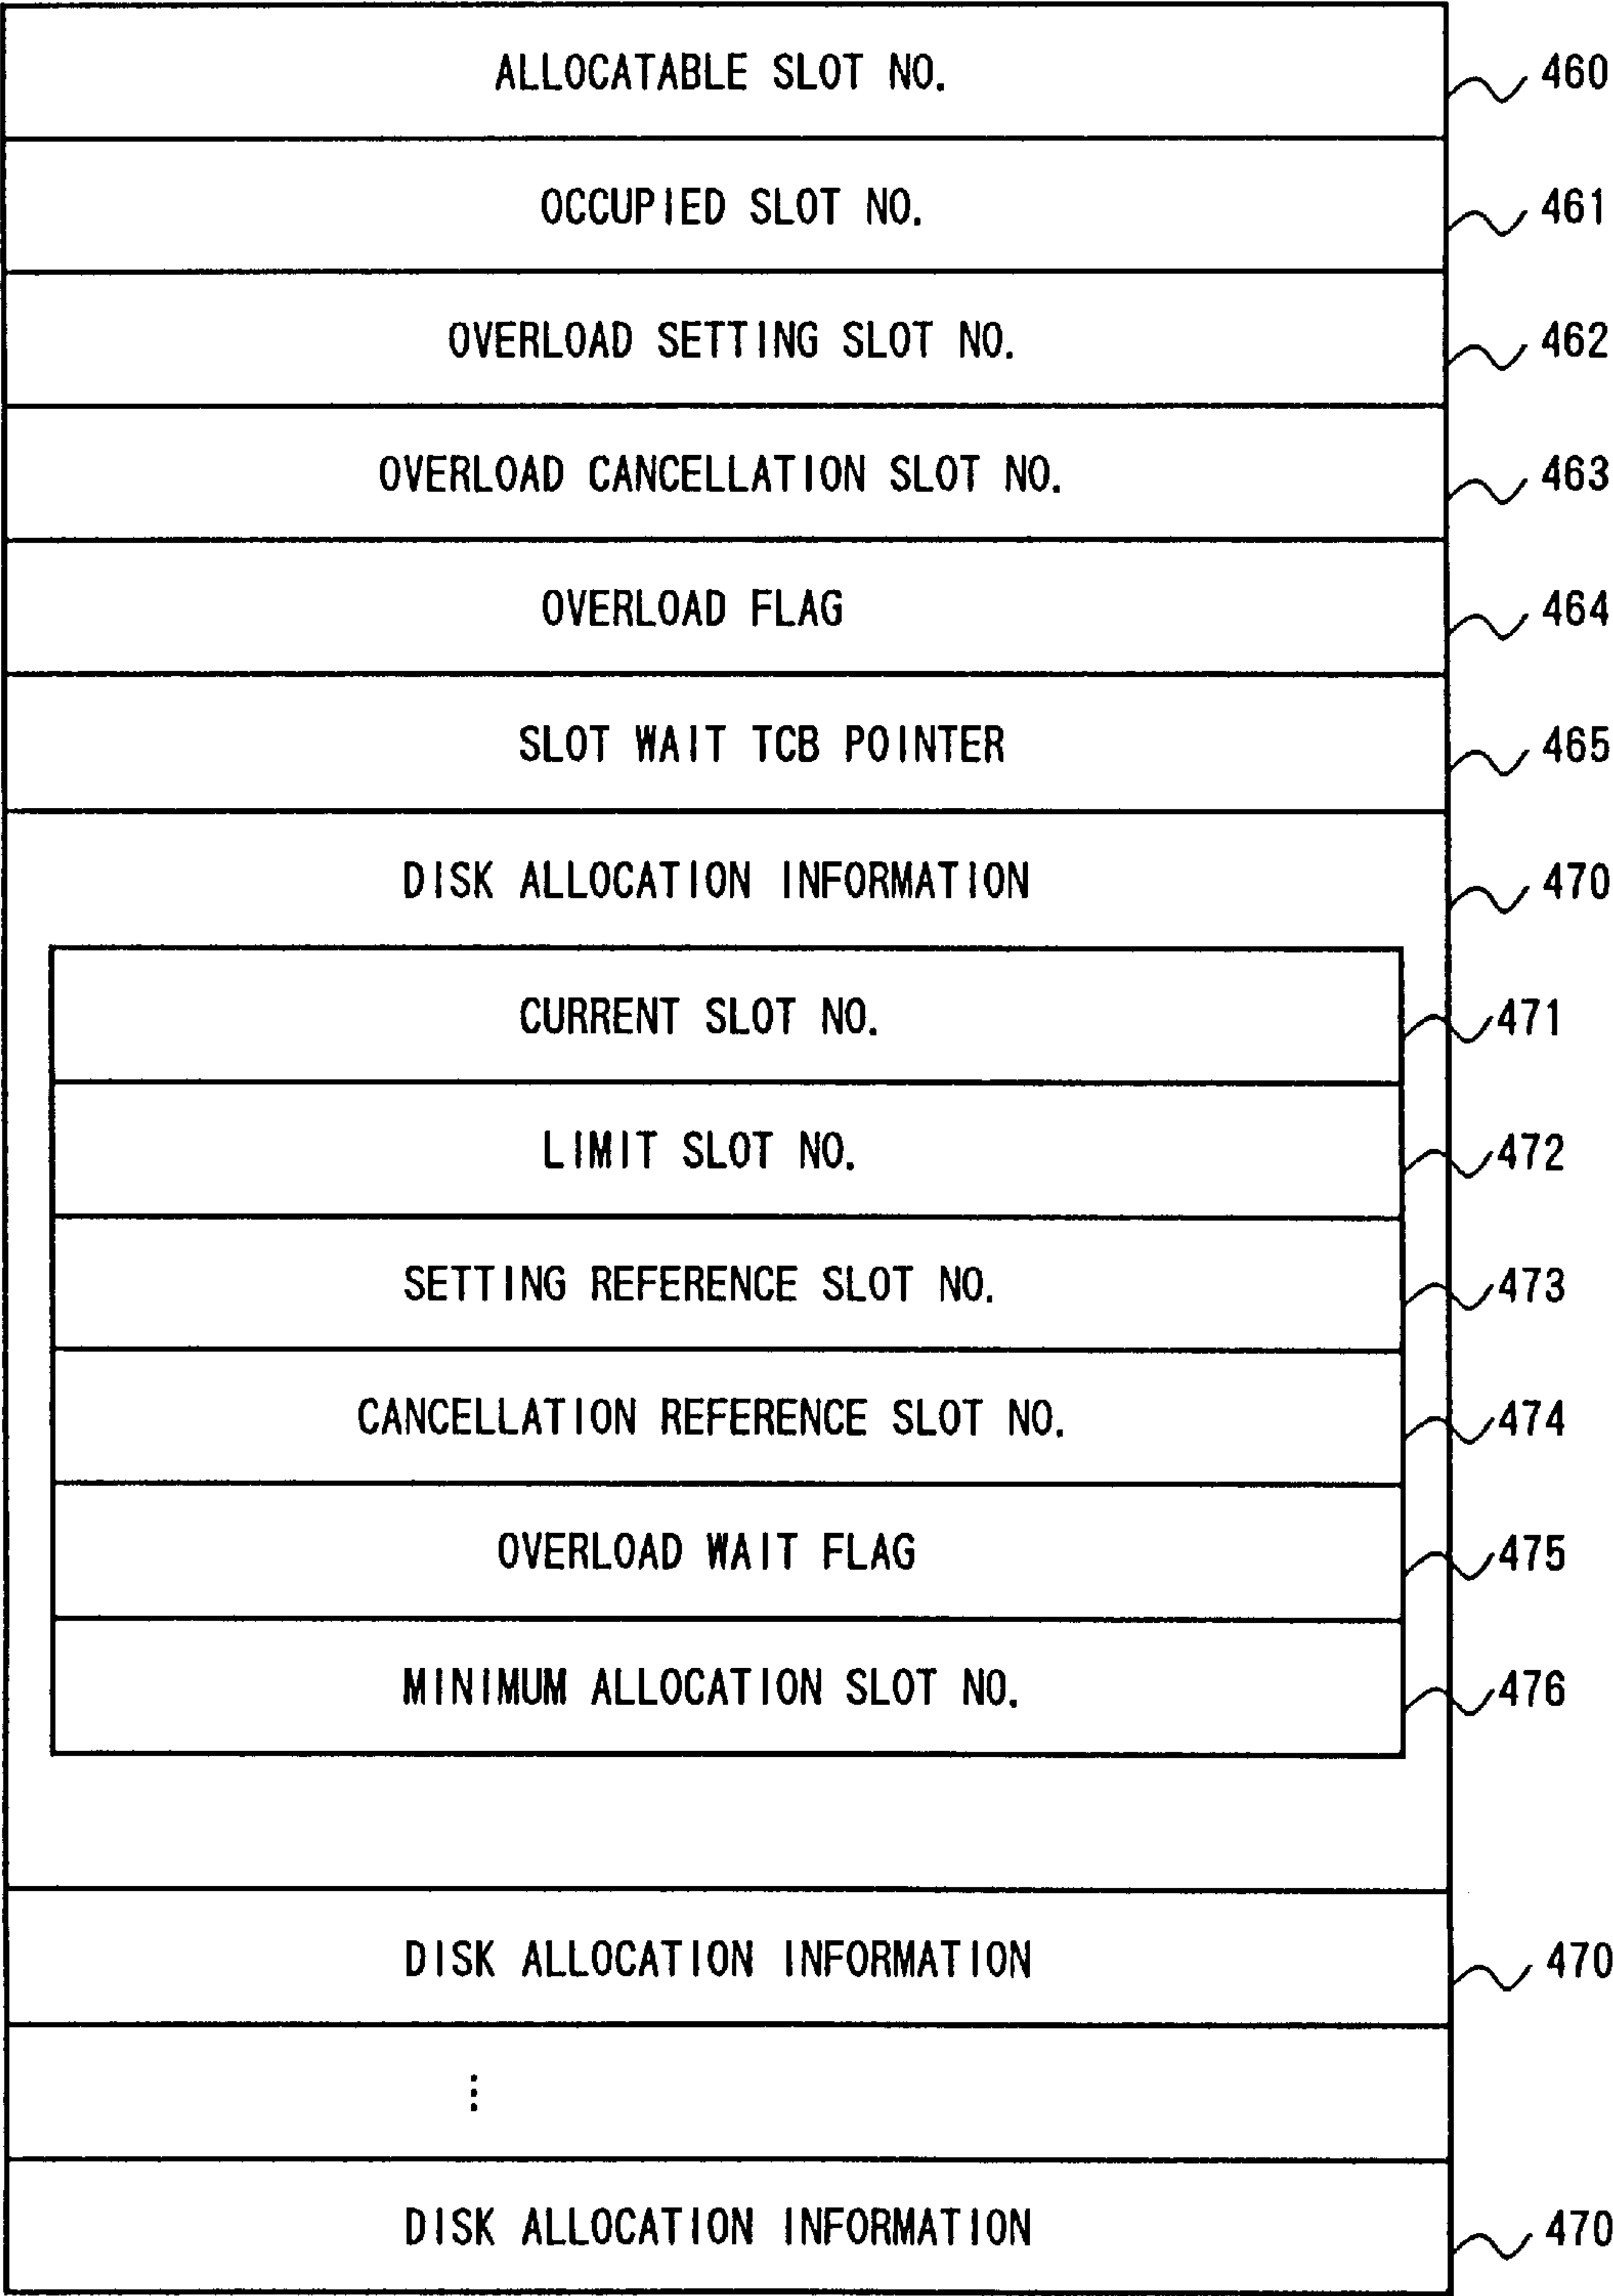 ALLOCATABLE SLOT NO. 460
OCCUPIED SLOT NO. 461
OVERLOAD SETTING SLOT NO. 462
OVERLOAD CANCELLATION SLOT NO. 463
OVERLOAD FLAG 464
SLOT WAIT TCB POINTER 465
DISK ALLOCATION INFORMATION 470
CURRENT SLOT NO. 471
LIMIT SLOT NO. 472
SETTING REFERENCE SLOT NO. 473
CANCELLATION REFERENCE SLOT NO. 474
OVERLOAD WAIT FLAG 475
MINIMUM ALLOCATION SLOT NO. 476
DISK ALLOCATION INFORMATION 470
⋮
DISK ALLOCATION INFORMATION 470